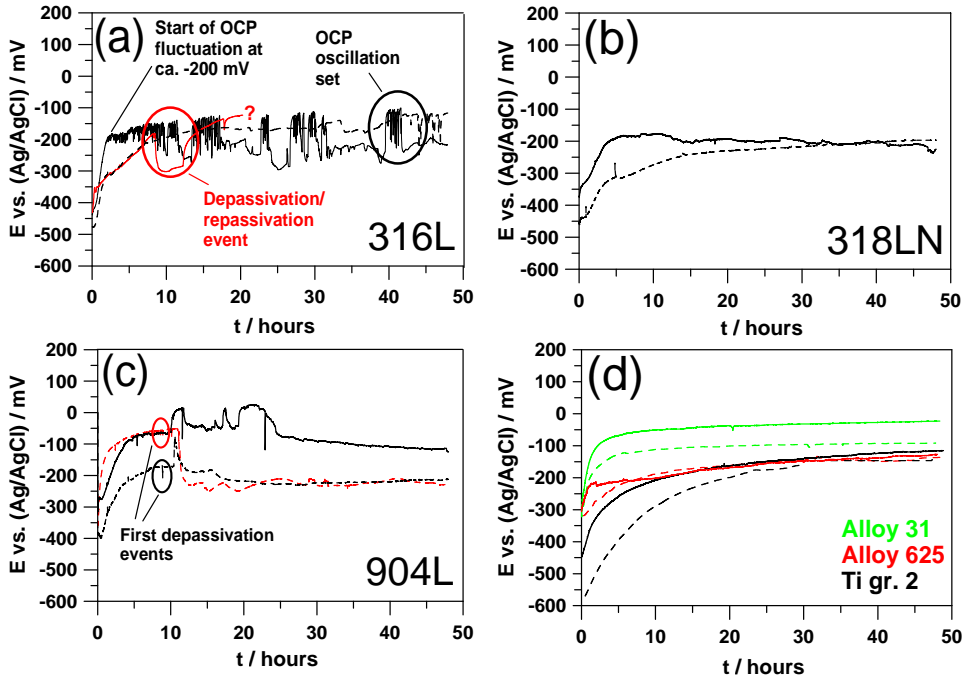 (a)
Start of OCP
fluctuation at
ca. -200 mV
OCP
oscillation
set
?
Depassivation/
repassivation
event
316L
E vs. (Ag/AgCl) / mV
200
100
0
-100
-200
-300
-400
-500
-600
0 10 20 30 40 50
t / hours
(b)
318LN
E vs. (Ag/AgCl) / mV
200
100
0
-100
-200
-300
-400
-500
-600
0 10 20 30 40 50
t / hours
(c)
First depassivation
events
904L
E vs. (Ag/AgCl) / mV
200
100
0
-100
-200
-300
-400
-500
-600
0 10 20 30 40 50
t / hours
(d)
Alloy 31
Alloy 625
Ti gr. 2
E vs. (Ag/AgCl) / mV
200
100
0
-100
-200
-300
-400
-500
-600
0 10 20 30 40 50
t / hours